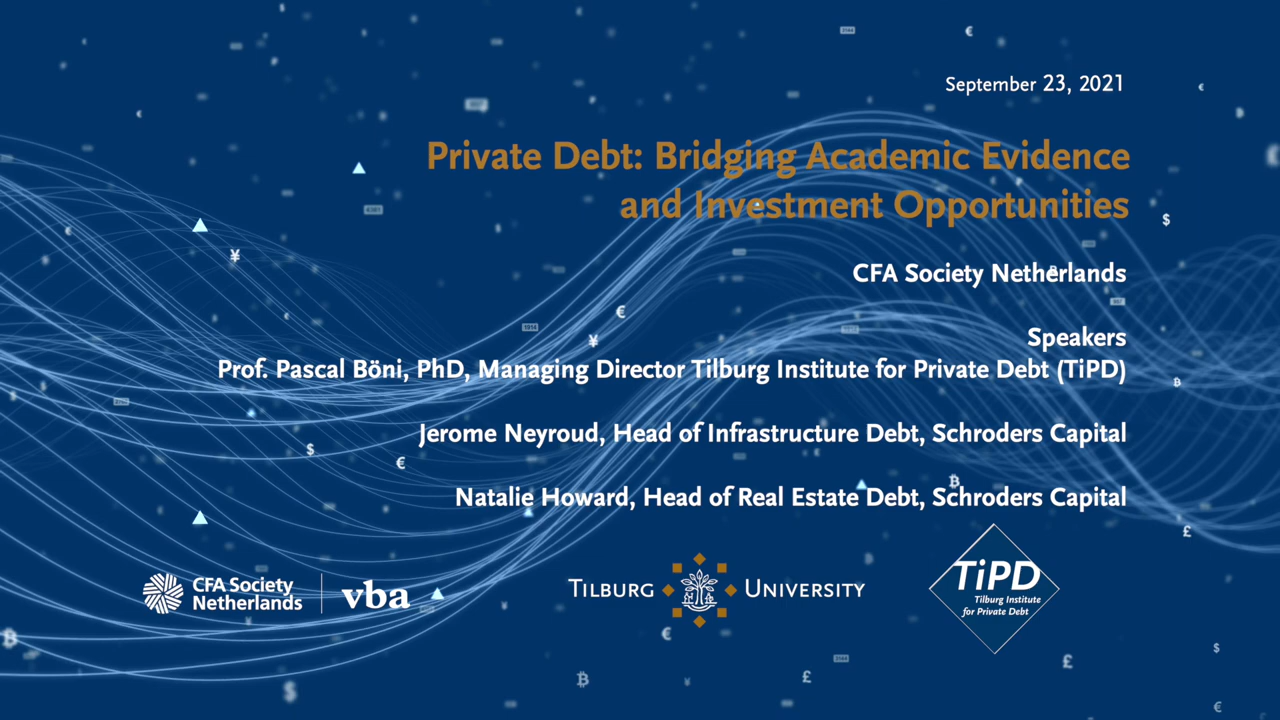 September 23, 2021
Private Debt: Bridging Academic Evidence
and Investment Opportunities
CFA Society Netherlands
Speakers
Prof. Pascal Böni, PhD, Managing Director Tilburg Institute for Private Debt (TiPD)
Jerome Neyroud, Head of Infrastructure Debt, Schroders Capital
Natalie Howard, Head of Real Estate Debt, Schroders Capital
CFA Society
Netherlands
vba
TILBURG UNIVERSITY
TiPD
Tilburg Institute
for Private Debt